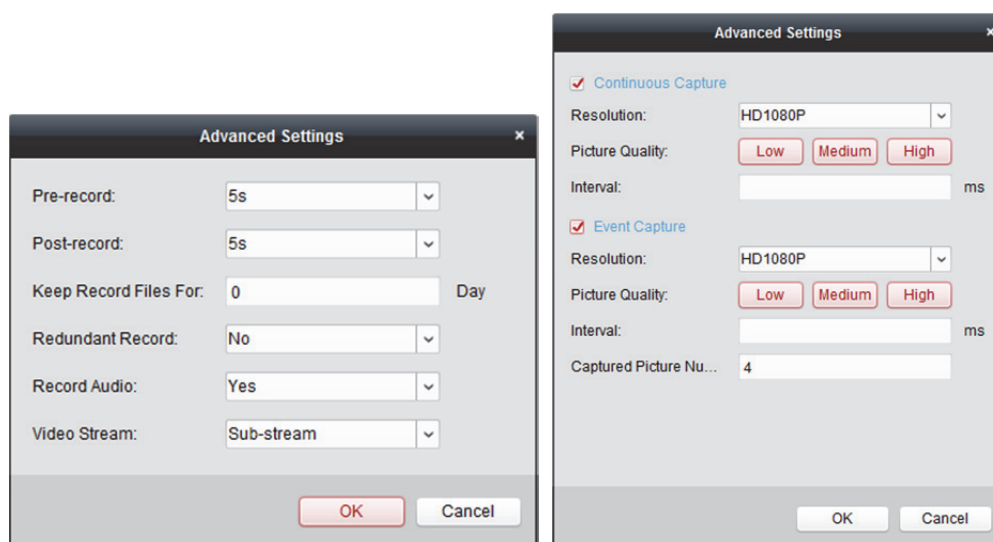 Advanced Settings ×
Pre-record: 5s
Post-record: 5s
Keep Record Files For: 0 Day
Redundant Record: No
Record Audio: Yes
Video Stream: Sub-stream
OK Cancel
Advanced Settings ×
Continuous Capture
Resolution: HD1080P
Picture Quality: Low Medium High
Interval: ms
Event Capture
Resolution: HD1080P
Picture Quality: Low Medium High
Interval: ms
Captured Picture Nu... 4
OK Cancel